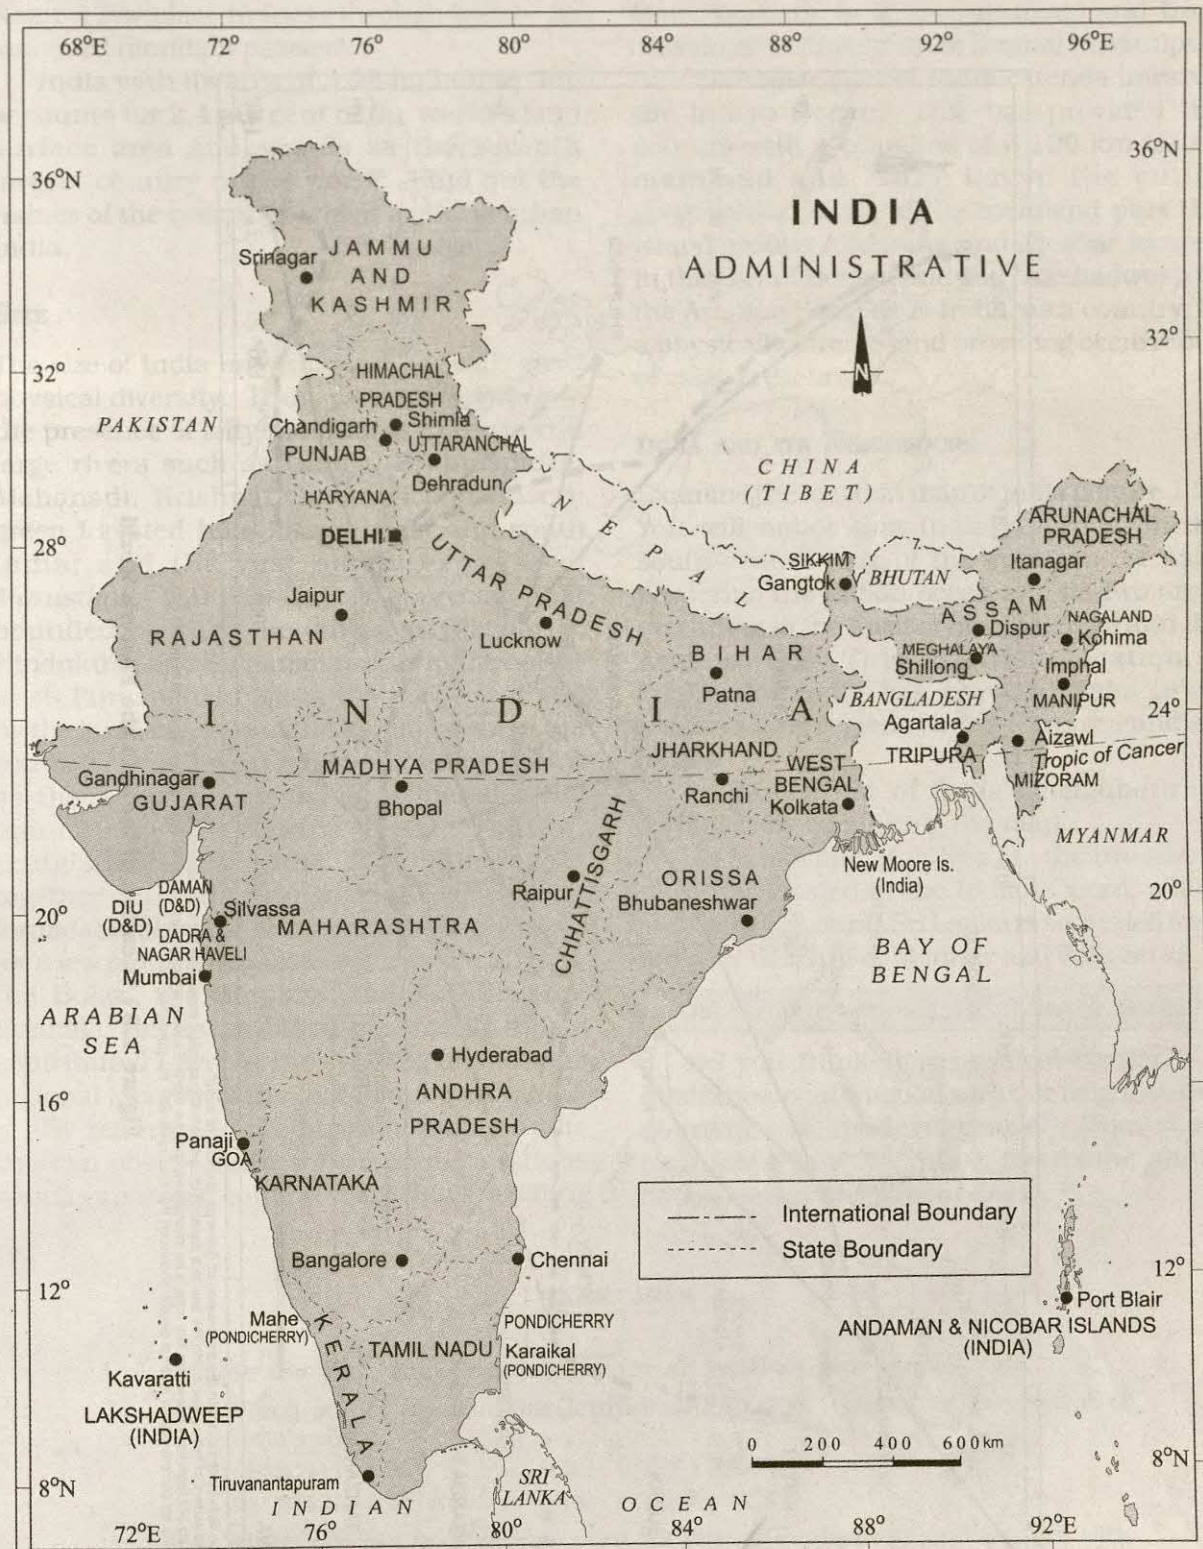 68°E 72° 76° 80° 84° 88° 92° 96°E
36°N
36°N
INDIA
ADMINISTRATIVE
N
JAMMU
AND
KASHMIR
Srinagar
32°
32°
HIMACHAL
PRADESH
PAKISTAN
Chandigarh
Shimla
PUNJAB
UTTARANCHAL
Dehradun
HARYANA
CHINA
(TIBET)
NEPAL
ARUNACHAL
PRADESH
Itanagar
28°
28°
DELHI
SIKKIM
Gangtok
BHUTAN
UTTAR PRADESH
Jaipur
RAJASTHAN
Lucknow
ASSAM
Dispur
NAGALAND
Kohima
BIHAR
Patna
MEGHALAYA
Shillong
Imphal
MANIPUR
INDIA
BANGLADESH
24°
Agartala
TRIPURA
Aizawl
Tropic of Cancer
MIZORAM
JHARKHAND
Ranchi
WEST
BENGAL
Kolkata
MADHYA PRADESH
Bhopal
Gandhinagar
GUJARAT
MYANMAR
New Moore Is.
(India)
CHHATTISGARH
Raipur
ORISSA
Bhubaneshwar
20°
20°
DAMAN
(D&D)
DIU
(D&D)
Silvassa
DADRA &
NAGAR HAVELI
MAHARASHTRA
Mumbai
BAY OF
BENGAL
ARABIAN
SEA
Hyderabad
ANDHRA
PRADESH
16°
Panaji
GOA
KARNATAKA
International Boundary
State Boundary
Bangalore
Chennai
12°
12°
Port Blair
ANDAMAN & NICOBAR ISLANDS
(INDIA)
Mahe
(PONDICHERRY)
PONDICHERRY
KERALA
TAMIL NADU
Karaikal
(PONDICHERRY)
Kavaratti
LAKSHADWEEP
(INDIA)
0 200 400 600 km
8°N
8°N
Tiruvanantapuram
SRI
LANKA
INDIAN OCEAN
72°E 76° 80° 84° 88° 92°E